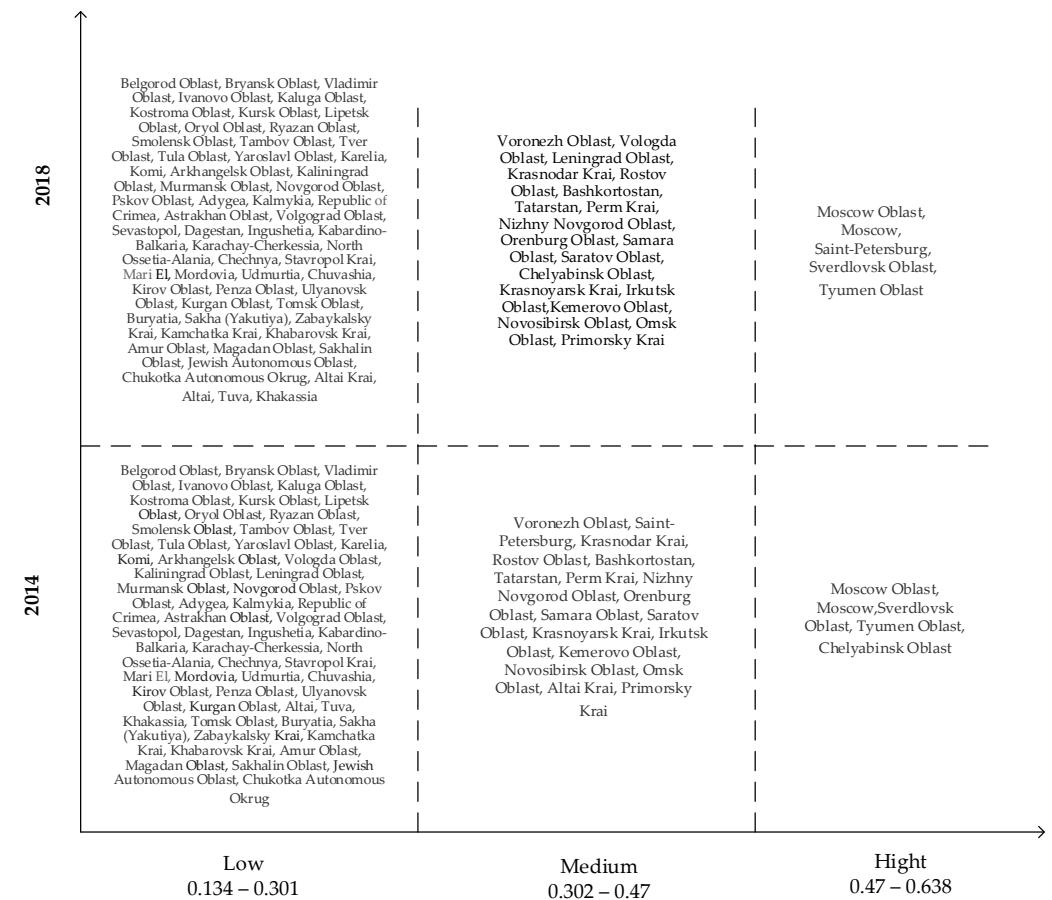 2018
Belgorod Oblast, Bryansk Oblast, Vladimir
Oblast, Ivanovo Oblast, Kaluga Oblast,
Kostroma Oblast, Kursk Oblast, Lipetsk
Oblast, Oryol Oblast, Ryazan Oblast,
Smolensk Oblast, Tambov Oblast, Tver
Oblast, Tula Oblast, Yaroslavl Oblast, Karelia,
Komi, Arkhangelsk Oblast, Kaliningrad
Oblast, Murmansk Oblast, Novgorod Oblast,
Pskov Oblast, Adygea, Kalmykia, Republic of
Crimea, Astrakhan Oblast, Volgograd Oblast,
Sevastopol, Dagestan, Ingushetia, Kabardino-
Balkaria, Karachay-Cherkessia, North
Ossetia-Alania, Chechnya, Stavropol Krai,
Mari El, Mordovia, Udmurtia, Chuvashia,
Kirov Oblast, Penza Oblast, Ulyanovsk
Oblast, Kurgan Oblast, Tomsk Oblast,
Buryatia, Sakha (Yakutiya), Zabaykalsky
Krai, Kamchatka Krai, Khabarovsk Krai,
Amur Oblast, Magadan Oblast, Sakhalin
Oblast, Jewish Autonomous Oblast,
Chukotka Autonomous Okrug, Altai Krai,
Altai, Tuva, Khakassia
Voronezh Oblast, Vologda
Oblast, Leningrad Oblast,
Krasnodar Krai, Rostov
Oblast, Bashkortostan,
Tatarstan, Perm Krai,
Nizhny Novgorod Oblast,
Orenburg Oblast, Samara
Oblast, Saratov Oblast,
Chelyabinsk Oblast,
Krasnoyarsk Krai, Irkutsk
Oblast,Kemerovo Oblast,
Novosibirsk Oblast, Omsk
Oblast, Primorsky Krai
Moscow Oblast,
Moscow,
Saint-Petersburg,
Sverdlovsk Oblast,
Tyumen Oblast
2014
Belgorod Oblast, Bryansk Oblast, Vladimir
Oblast, Ivanovo Oblast, Kaluga Oblast,
Kostroma Oblast, Kursk Oblast, Lipetsk
Oblast, Oryol Oblast, Ryazan Oblast,
Smolensk Oblast, Tambov Oblast, Tver
Oblast, Tula Oblast, Yaroslavl Oblast, Karelia,
Komi, Arkhangelsk Oblast, Vologda Oblast,
Kaliningrad Oblast, Leningrad Oblast,
Murmansk Oblast, Novgorod Oblast, Pskov
Oblast, Adygea, Kalmykia, Republic of
Crimea, Astrakhan Oblast, Volgograd Oblast,
Sevastopol, Dagestan, Ingushetia, Kabardino-
Balkaria, Karachay-Cherkessia, North
Ossetia-Alania, Chechnya, Stavropol Krai,
Mari El, Mordovia, Udmurtia, Chuvashia,
Kirov Oblast, Penza Oblast, Ulyanovsk
Oblast, Kurgan Oblast, Altai, Tuva,
Khakassia, Tomsk Oblast, Buryatia, Sakha
(Yakutiya), Zabaykalsky Krai, Kamchatka
Krai, Khabarovsk Krai, Amur Oblast,
Magadan Oblast, Sakhalin Oblast, Jewish
Autonomous Oblast, Chukotka Autonomous
Okrug
Voronezh Oblast, Saint-
Petersburg, Krasnodar Krai,
Rostov Oblast, Bashkortostan,
Tatarstan, Perm Krai, Nizhny
Novgorod Oblast, Orenburg
Oblast, Samara Oblast, Saratov
Oblast, Krasnoyarsk Krai, Irkutsk
Oblast, Kemerovo Oblast,
Novosibirsk Oblast, Omsk
Oblast, Altai Krai, Primorsky
Krai
Moscow Oblast,
Moscow,Sverdlovsk
Oblast, Tyumen Oblast,
Chelyabinsk Oblast
Low
0.134 – 0.301
Medium
0.302 – 0.47
Hight
0.47 – 0.638